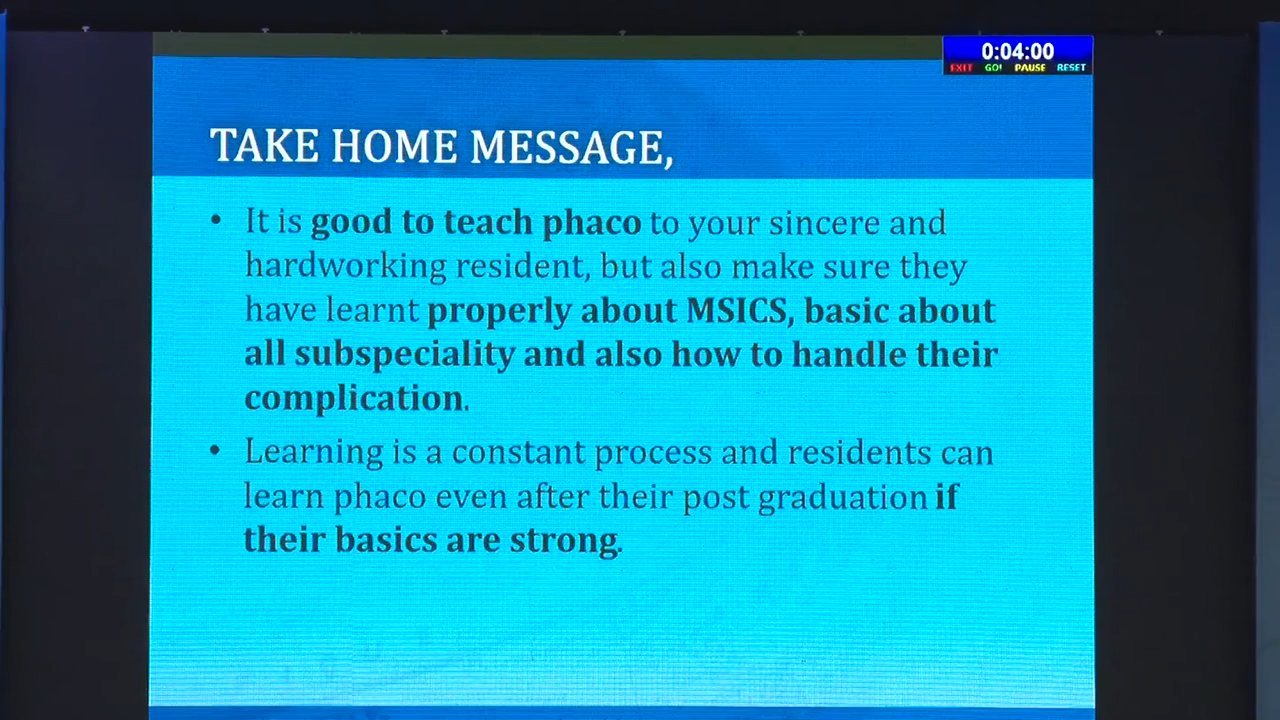 0:04:00
EXIT GO! PAUSE RESET
TAKE HOME MESSAGE,
• It is good to teach phaco to your sincere and
hardworking resident, but also make sure they
have learnt properly about MSICS, basic about
all subspeciality and also how to handle their
complication.
• Learning is a constant process and residents can
learn phaco even after their post graduation if
their basics are strong.